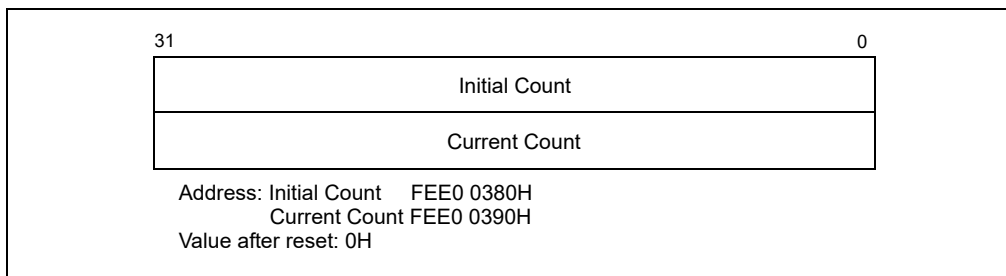 31 0
Initial Count
Current Count
Address: Initial Count FEE0 0380H
Current Count FEE0 0390H
Value after reset: 0H